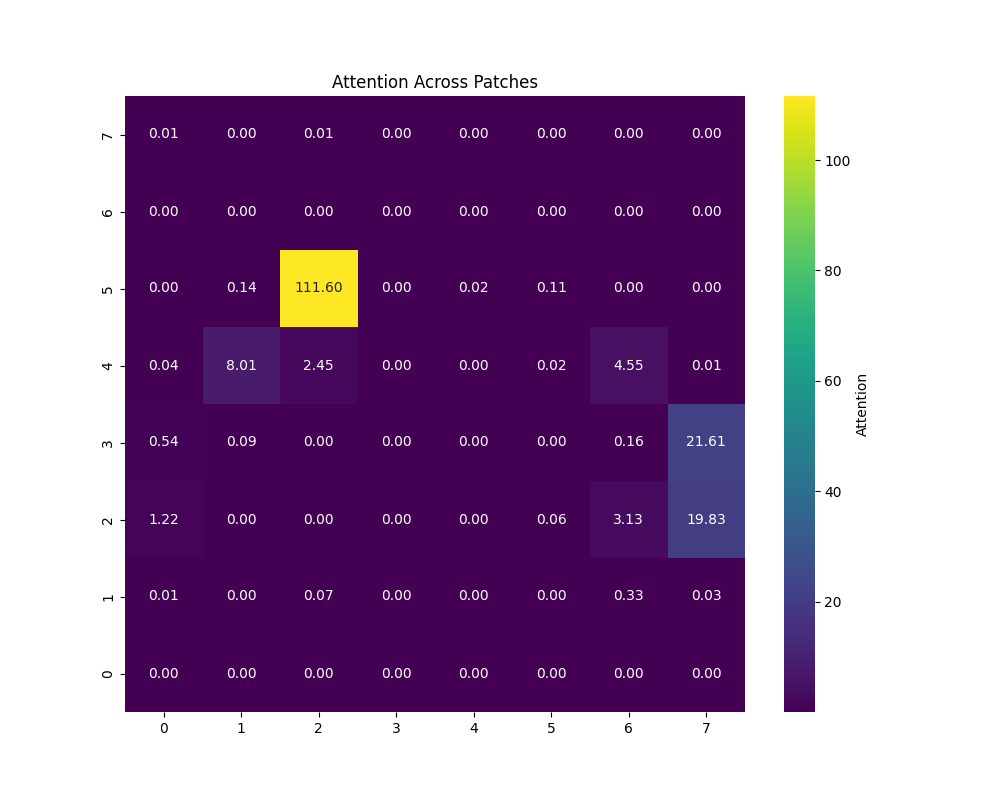 Attention Across Patches
7 0.01 0.00 0.01 0.00 0.00 0.00 0.00 0.00
100
6 0.00 0.00 0.00 0.00 0.00 0.00 0.00 0.00
80
5 0.00 0.14 111.60 0.00 0.02 0.11 0.00 0.00
4 0.04 8.01 2.45 0.00 0.00 0.02 4.55 0.01
60
Attention
3 0.54 0.09 0.00 0.00 0.00 0.00 0.16 21.61
40
2 1.22 0.00 0.00 0.00 0.00 0.06 3.13 19.83
1 0.01 0.00 0.07 0.00 0.00 0.00 0.33 0.03
20
0 0.00 0.00 0.00 0.00 0.00 0.00 0.00 0.00
0 1 2 3 4 5 6 7